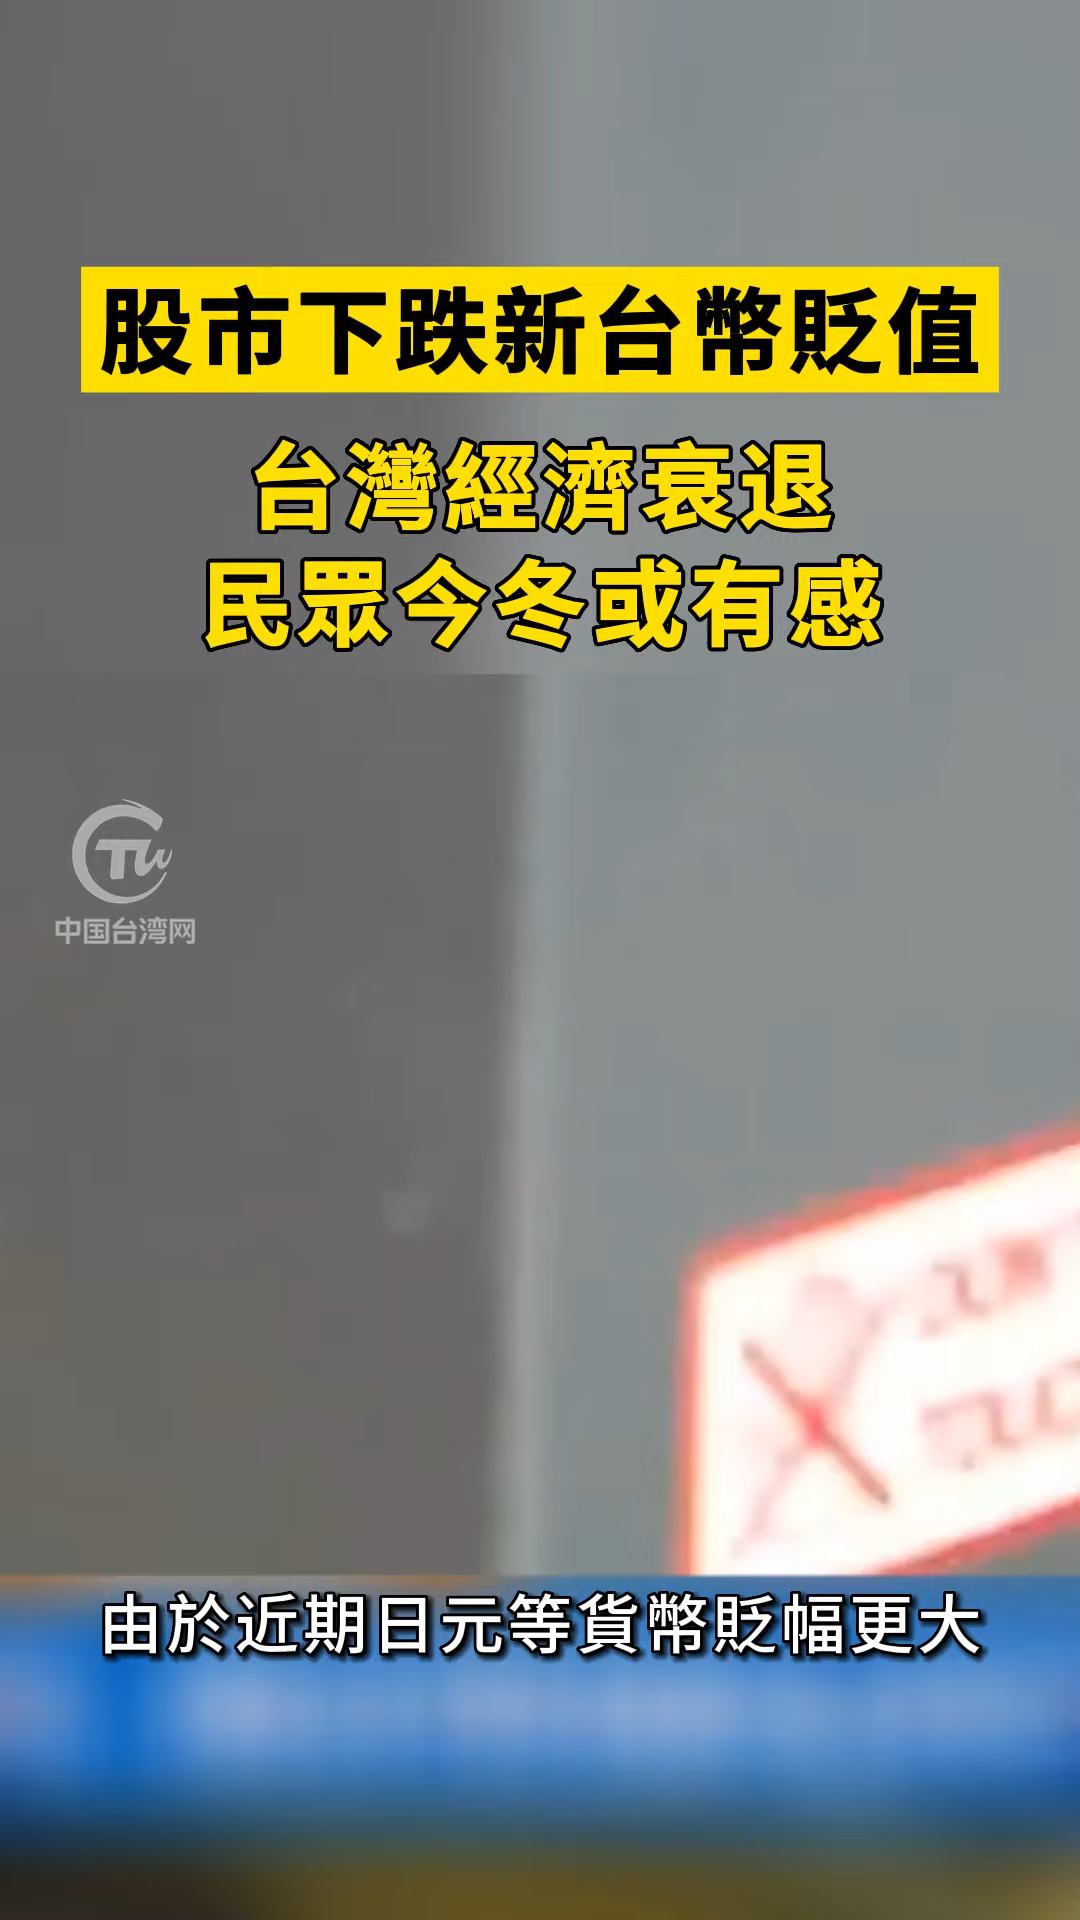 股市下跌新台幣貶值
台灣經濟衰退
民眾今冬或有感
CTW
中国台湾网
由於近期日元等貨幣貶幅更大